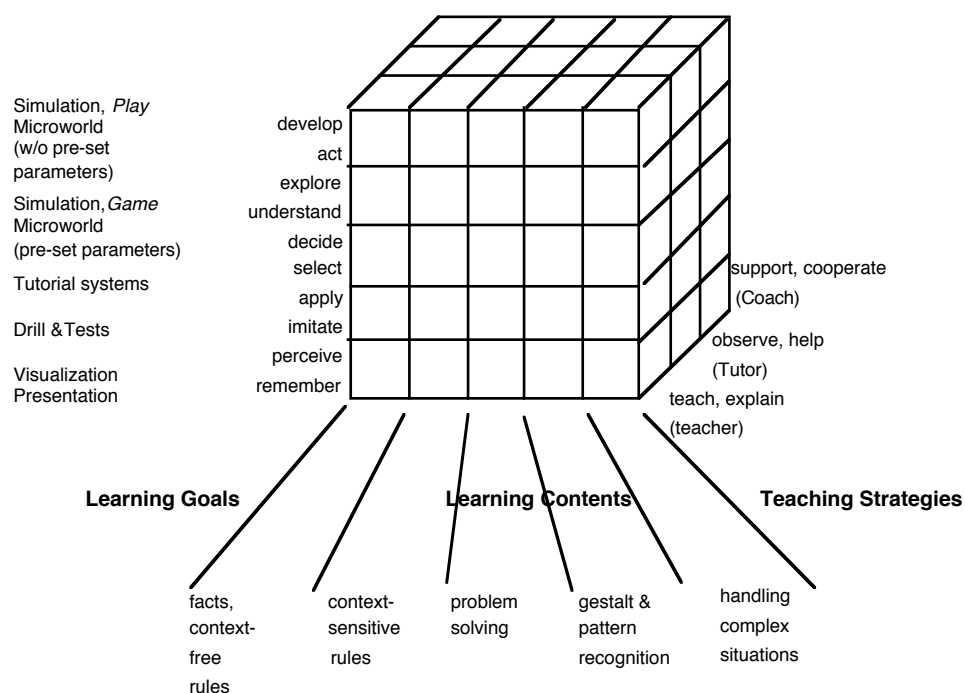 Simulation, Play
Microworld
(w/o pre-set
parameters)
Simulation, Game
Microworld
(pre-set parameters)
Tutorial systems
Drill & Tests
Visualization
Presentation
develop
act
explore
understand
decide
select
apply
imitate
perceive
remember
support, cooperate
(Coach)
observe, help
(Tutor)
teach, explain
(teacher)
Learning Goals
Learning Contents
Teaching Strategies
facts,
context-
free
rules
context-
sensitive
rules
problem
solving
gestalt &
pattern
recognition
handling
complex
situations